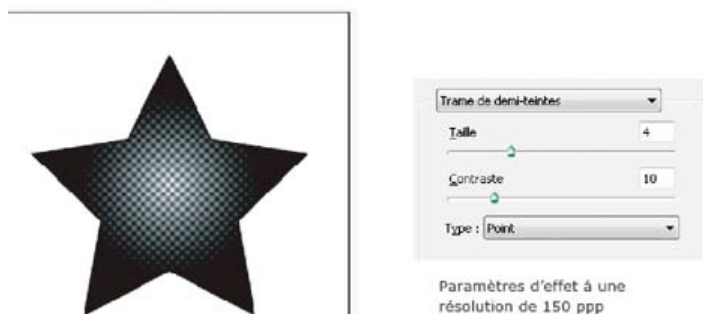 Trame de demi-teintes
Taille 4
Contraste 10
Type : Point
Paramètres d'effet à une
résolution de 150 ppp